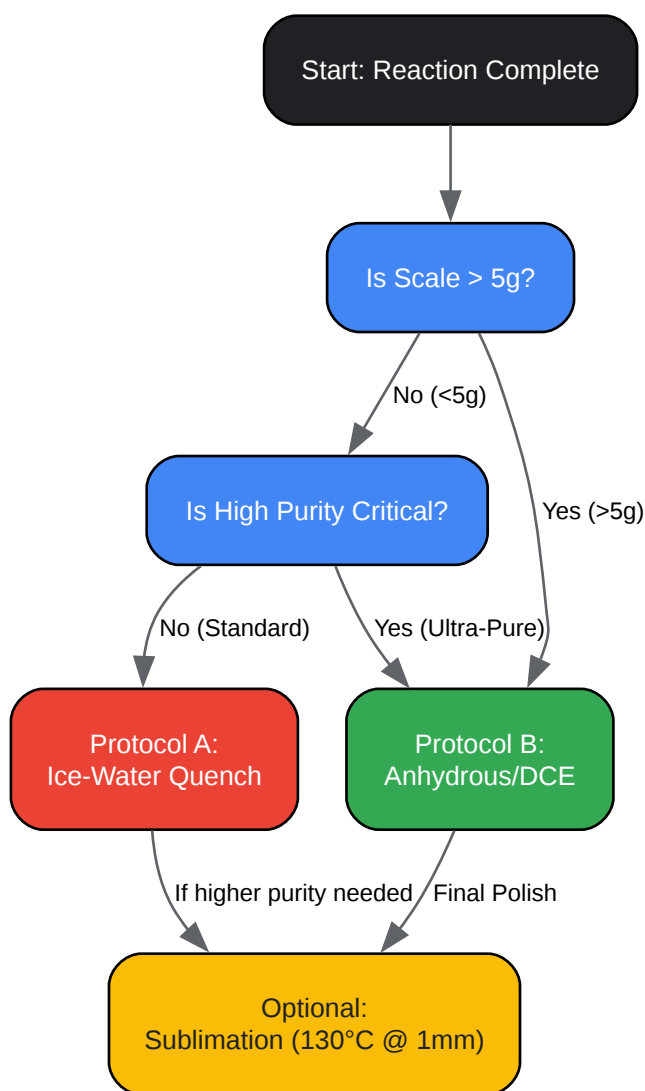 Start: Reaction Complete
Is Scale > 5g?
No (<5g)
Is High Purity Critical?
Yes (>5g)
No (Standard)
Yes (Ultra-Pure)
Protocol A:
Ice-Water Quench
Protocol B:
Anhydrous/DCE
If higher purity needed
Final Polish
Optional:
Sublimation (130°C @ 1mm)